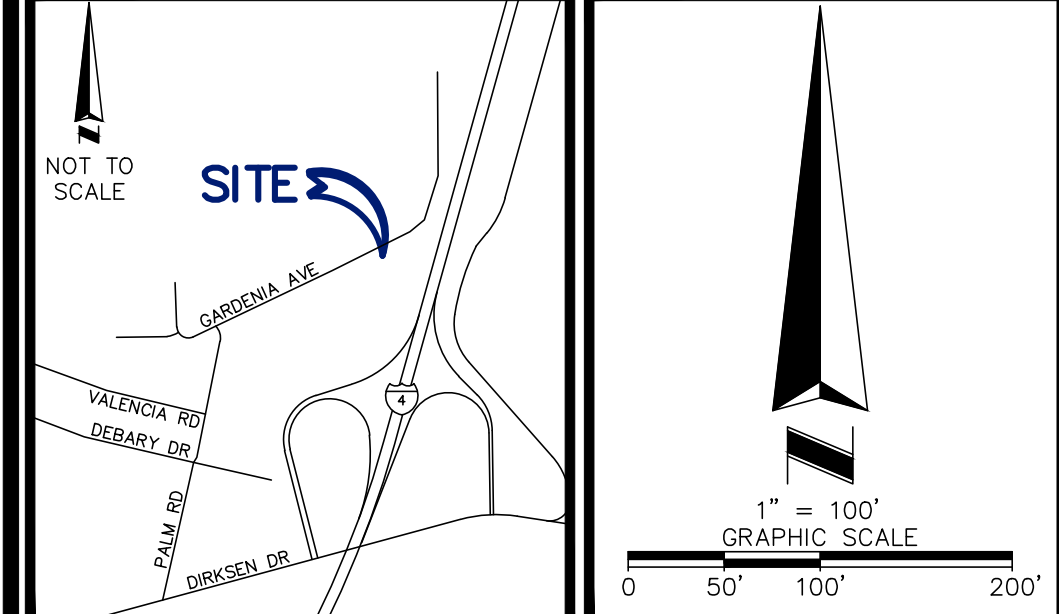 NOT TO
SCALE
SITE
GARDENIA AVE
VALENCIA RD
DEBARY DR
PALM RD
DIRKSEN DR
4
N
1" = 100'
GRAPHIC SCALE
0 50' 100' 200'